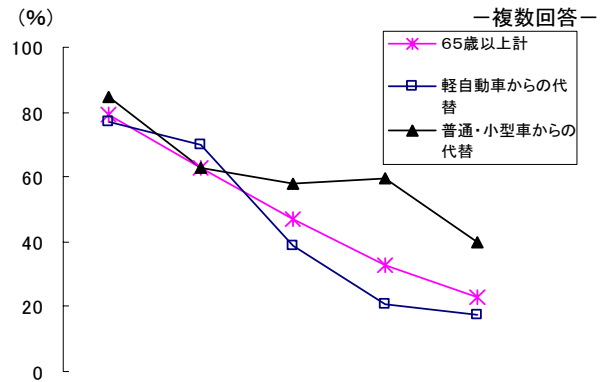 (%)
－複数回答－
100
80
60
40
20
0
65歳以上計
軽自動車からの代
替
普通・小型車からの
代替